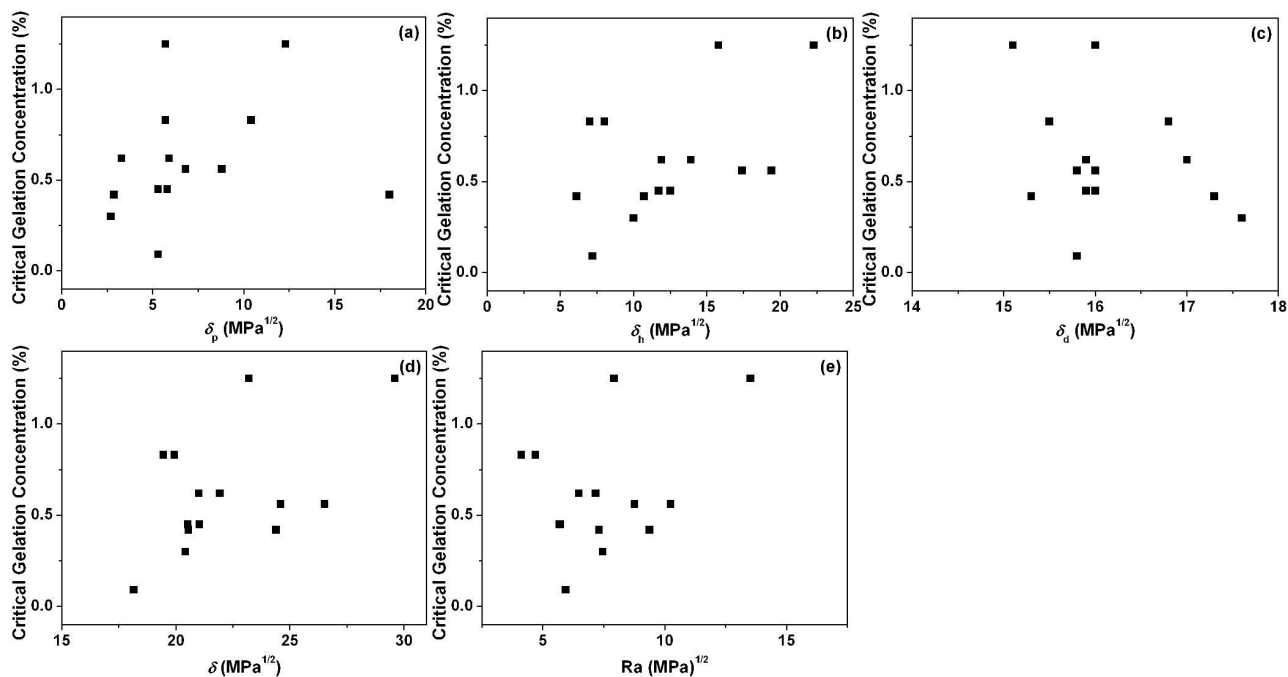 Critical Gelation Concentration (%)
(a)
1.0
0.5
0.0
0 5 10 15 20
δp (MPa1/2)
Critical Gelation Concentration (%)
(b)
1.0
0.5
0.0
0 5 10 15 20 25
δh (MPa1/2)
Critical Gelation Concentration (%)
(c)
1.0
0.5
0.0
14 15 16 17 18
δd (MPa1/2)
Critical Gelation Concentration (%)
(d)
1.0
0.5
0.0
15 20 25 30
δ (MPa1/2)
Critical Gelation Concentration (%)
(e)
1.0
0.5
0.0
5 10 15
Ra (MPa)1/2